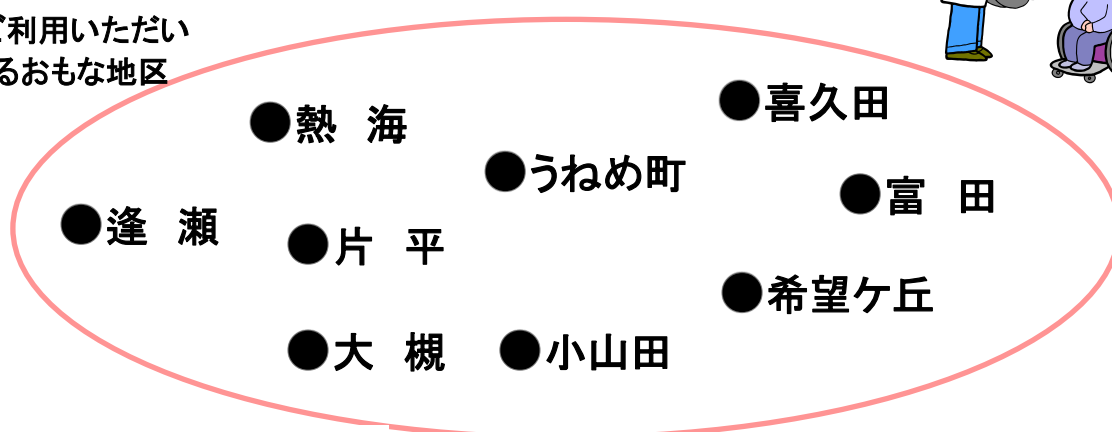 ご利用いただい
るおもな地区
●熱　海
●喜久田
●うねめ町
●富　田
●逢　瀬
●片　平
●希望ケ丘
●大　槻
●小山田